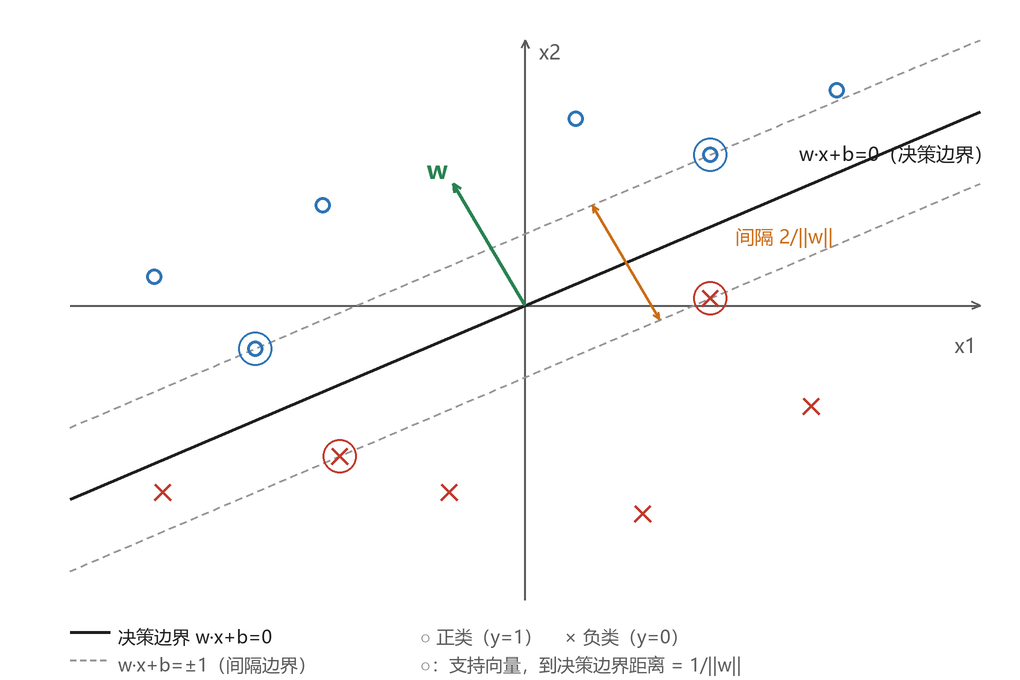 x2
w
w·x+b=0（决策边界）
间隔 2/||w||
x1
决策边界 w·x+b=0
○ 正类（y=1） × 负类（y=0）
w·x+b=±1（间隔边界）
○：支持向量，到决策边界距离 = 1/||w||